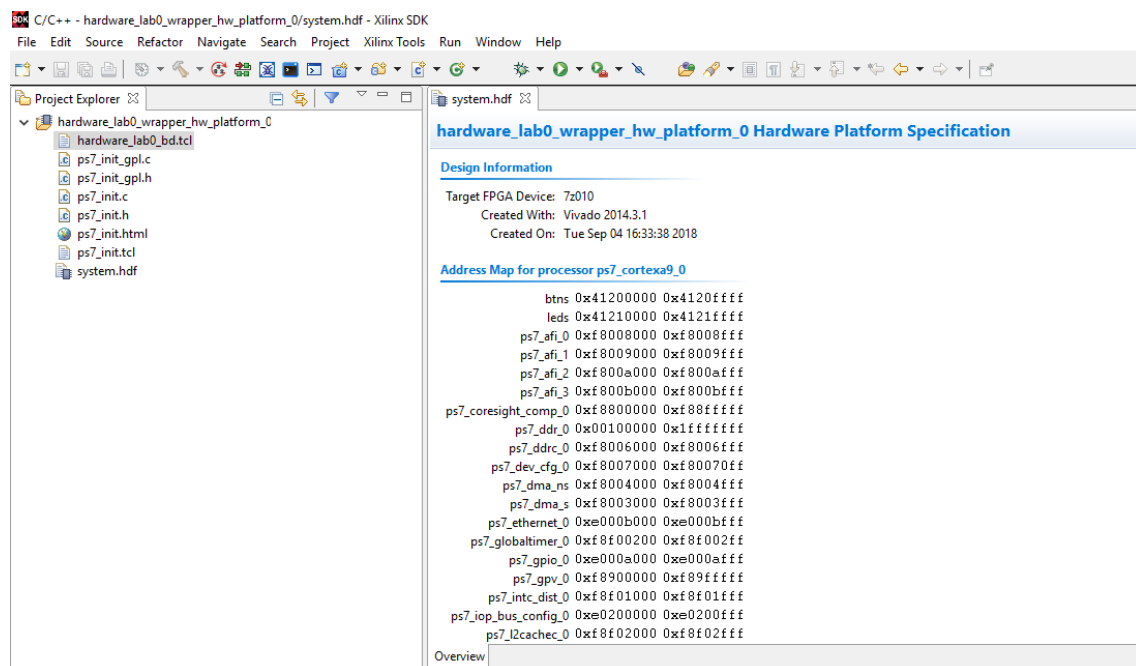 C/C++ - hardware_lab0_wrapper_hw_platform_0/system.hdf - Xilinx SDK
File Edit Source Refactor Navigate Search Project Xilinx Tools Run Window Help
Project Explorer
hardware_lab0_wrapper_hw_platform_0
hardware_lab0_bd.tcl
ps7_init_gpl.c
ps7_init_gpl.h
ps7_init.c
ps7_init.h
ps7_init.html
ps7_init.tcl
system.hdf
system.hdf
hardware_lab0_wrapper_hw_platform_0 Hardware Platform Specification
Design Information
Target FPGA Device: 7z010
Created With: Vivado 2014.3.1
Created On: Tue Sep 04 16:33:38 2018
Address Map for processor ps7_cortexa9_0
btns 0x41200000 0x4120ffff
leds 0x41210000 0x4121ffff
ps7_afi_0 0xf8008000 0xf8008fff
ps7_afi_1 0xf8009000 0xf8009fff
ps7_afi_2 0xf800a000 0xf800afff
ps7_afi_3 0xf800b000 0xf800bfff
ps7_coresight_comp_0 0xf8800000 0xf88fffff
ps7_ddr_0 0x00100000 0x1fffffff
ps7_ddrc_0 0xf8006000 0xf8006fff
ps7_dev_cfg_0 0xf8007000 0xf80070ff
ps7_dma_ns 0xf8004000 0xf8004fff
ps7_dma_s 0xf8003000 0xf8003fff
ps7_ethernet_0 0xe000b000 0xe000bfff
ps7_globaltimer_0 0xf8f00200 0xf8f002ff
ps7_gpio_0 0xe000a000 0xe000afff
ps7_gpv_0 0xf8900000 0xf89fffff
ps7_intc_dist_0 0xf8f01000 0xf8f01fff
ps7_iop_bus_config_0 0xe0200000 0xe0200fff
ps7_l2cachec_0 0xf8f02000 0xf8f02fff
Overview